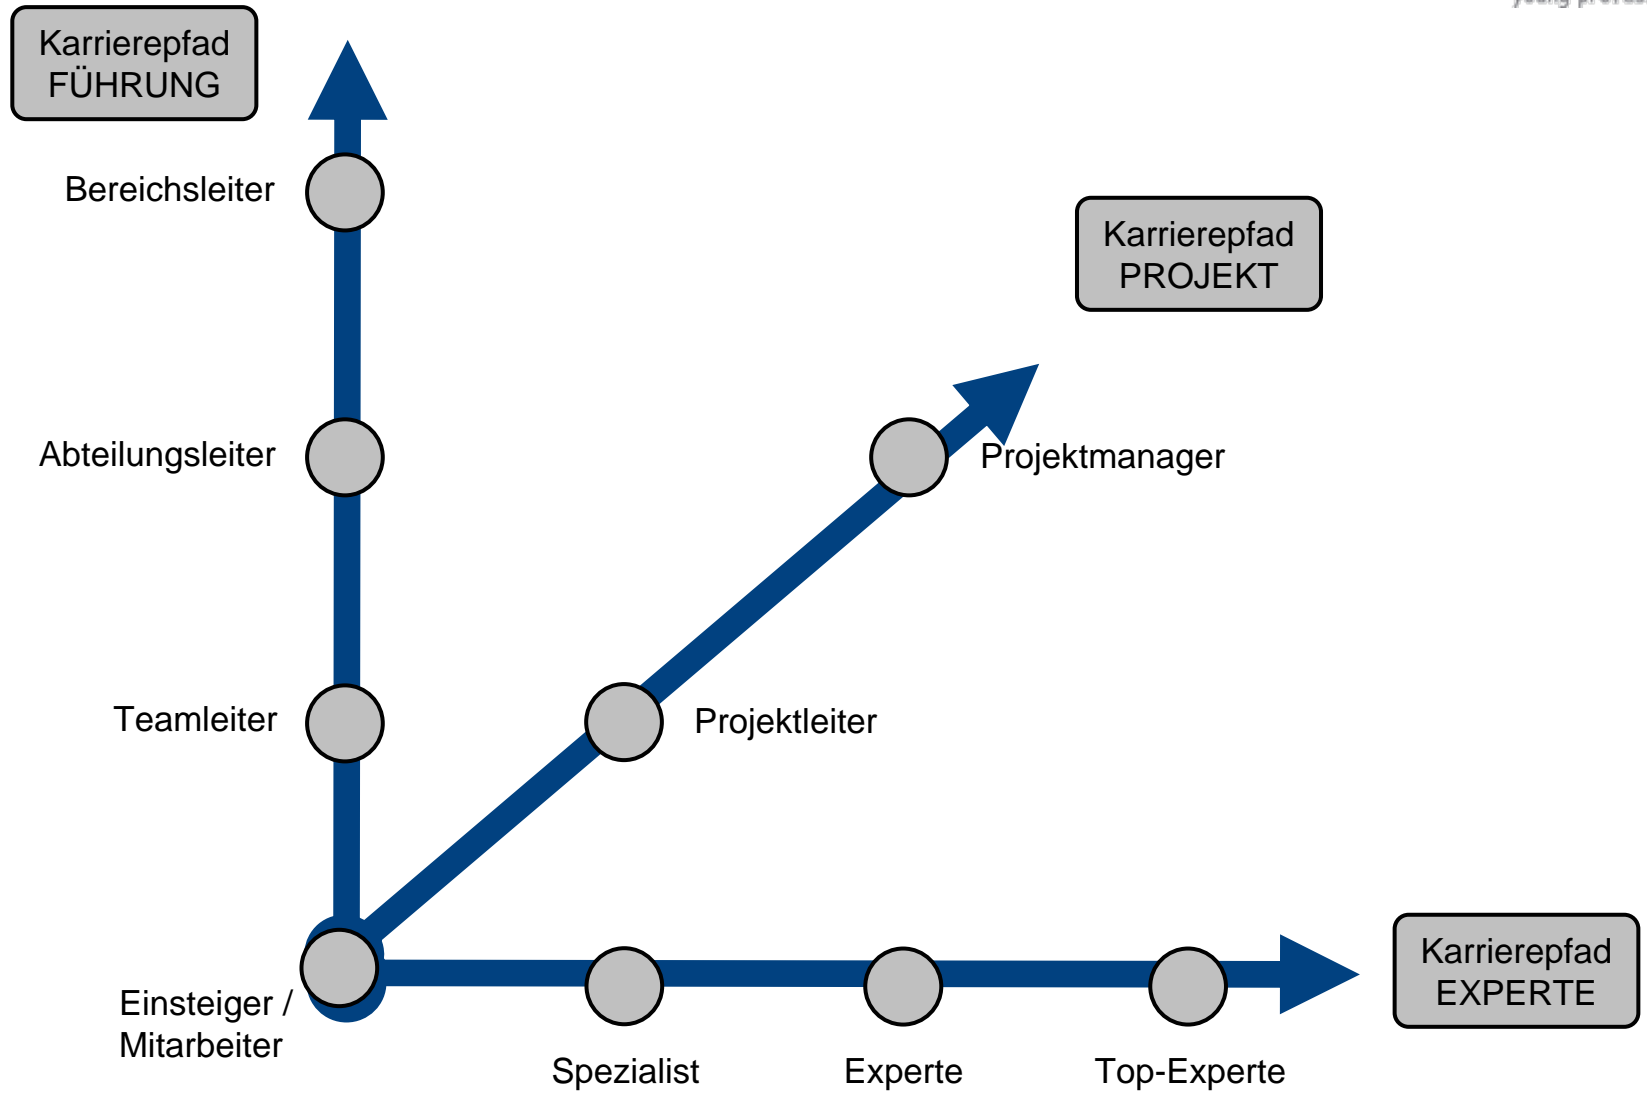 Karrierepfad
FÜHRUNG
Bereichsleiter
Karrierepfad
PROJEKT
Abteilungsleiter
Projektmanager
Teamleiter
Projektleiter
Karrierepfad
EXPERTE
Einsteiger /
Mitarbeiter
Spezialist
Experte
Top-Experte